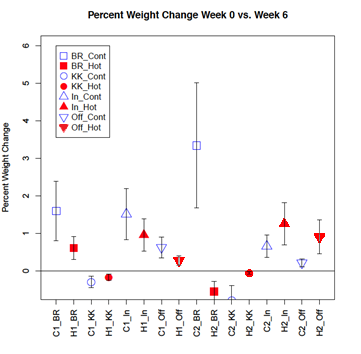 Percent Weight Change Week 0 vs. Week 6
BR_Cont
BR_Hot
KK_Cont
KK_Hot
In_Cont
In_Hot
Off_Cont
Off_Hot
Percent Weight Change
6
5
4
3
2
1
0
C1_BR
H1_BR
C1_KK
H1_KK
C1_In
H1_In
C1_Off
H1_Off
C2_BR
H2_BR
C2_KK
H2_KK
C2_In
H2_In
C2_Off
H2_Off